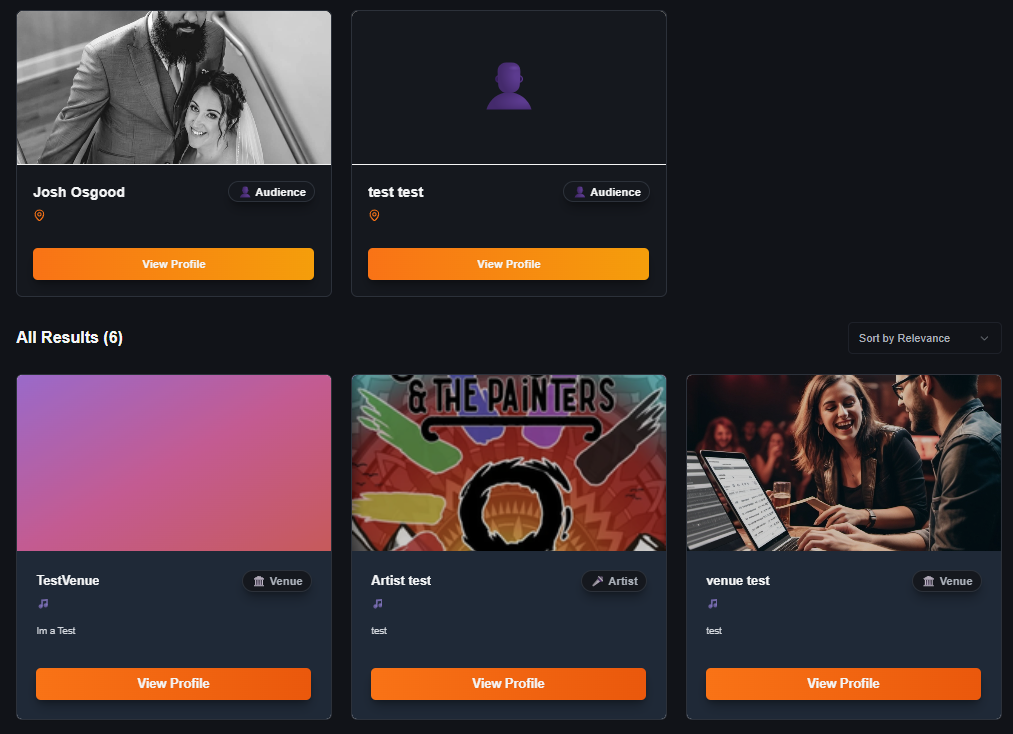 Josh Osgood
Audience
View Profile
test test
Audience
View Profile
All Results (6)
Sort by Relevance
TestVenue
Venue
Im a Test
View Profile
& THE PAINTERS
Artist test
Artist
test
View Profile
venue test
Venue
test
View Profile